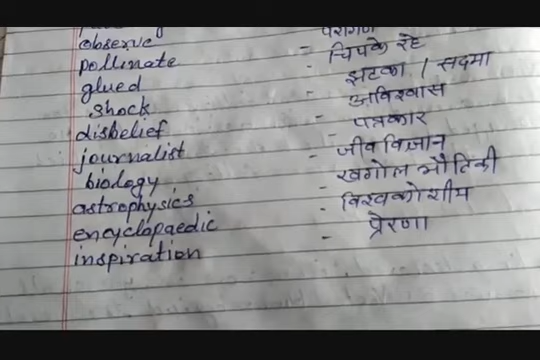 observe
pollinate - परागण
glued - चिपके रहे
shock - झटका / सदमा
disbelief - अविश्वास
journalist - पत्रकार
biology - जीव विज्ञान
astrophysics - खगोल भौतिकी
encyclopaedic - विश्वकोशीय
inspiration - प्रेरणा